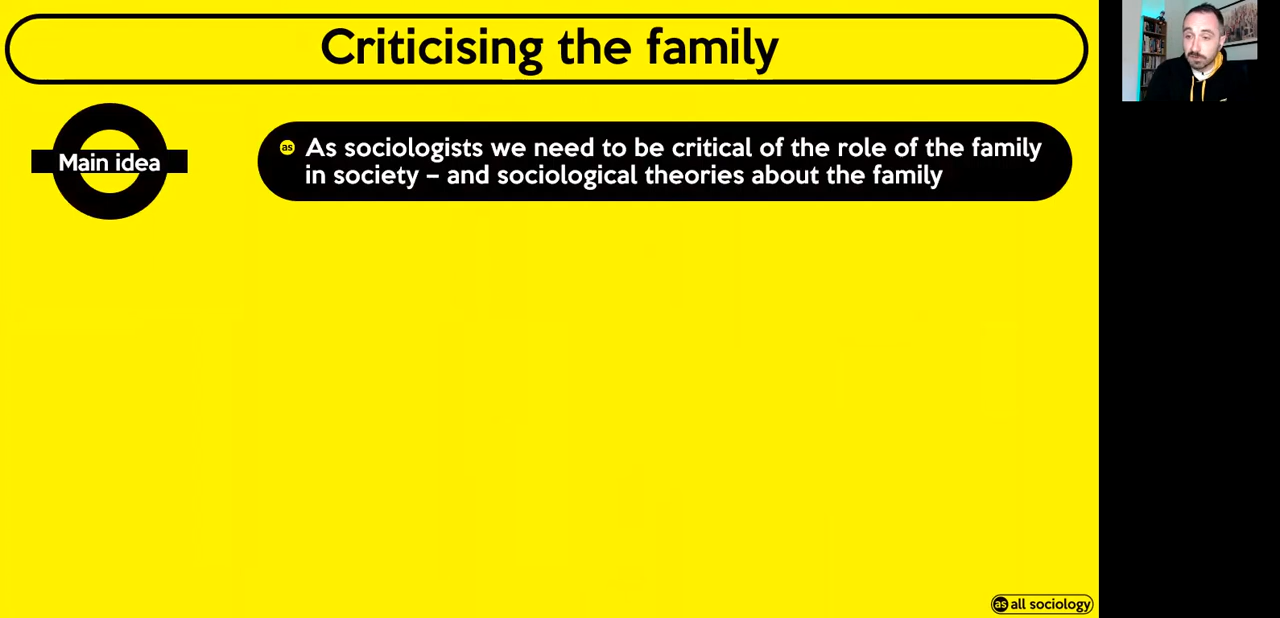 Criticising the family
Main idea
as As sociologists we need to be critical of the role of the family
in society – and sociological theories about the family
as all sociology